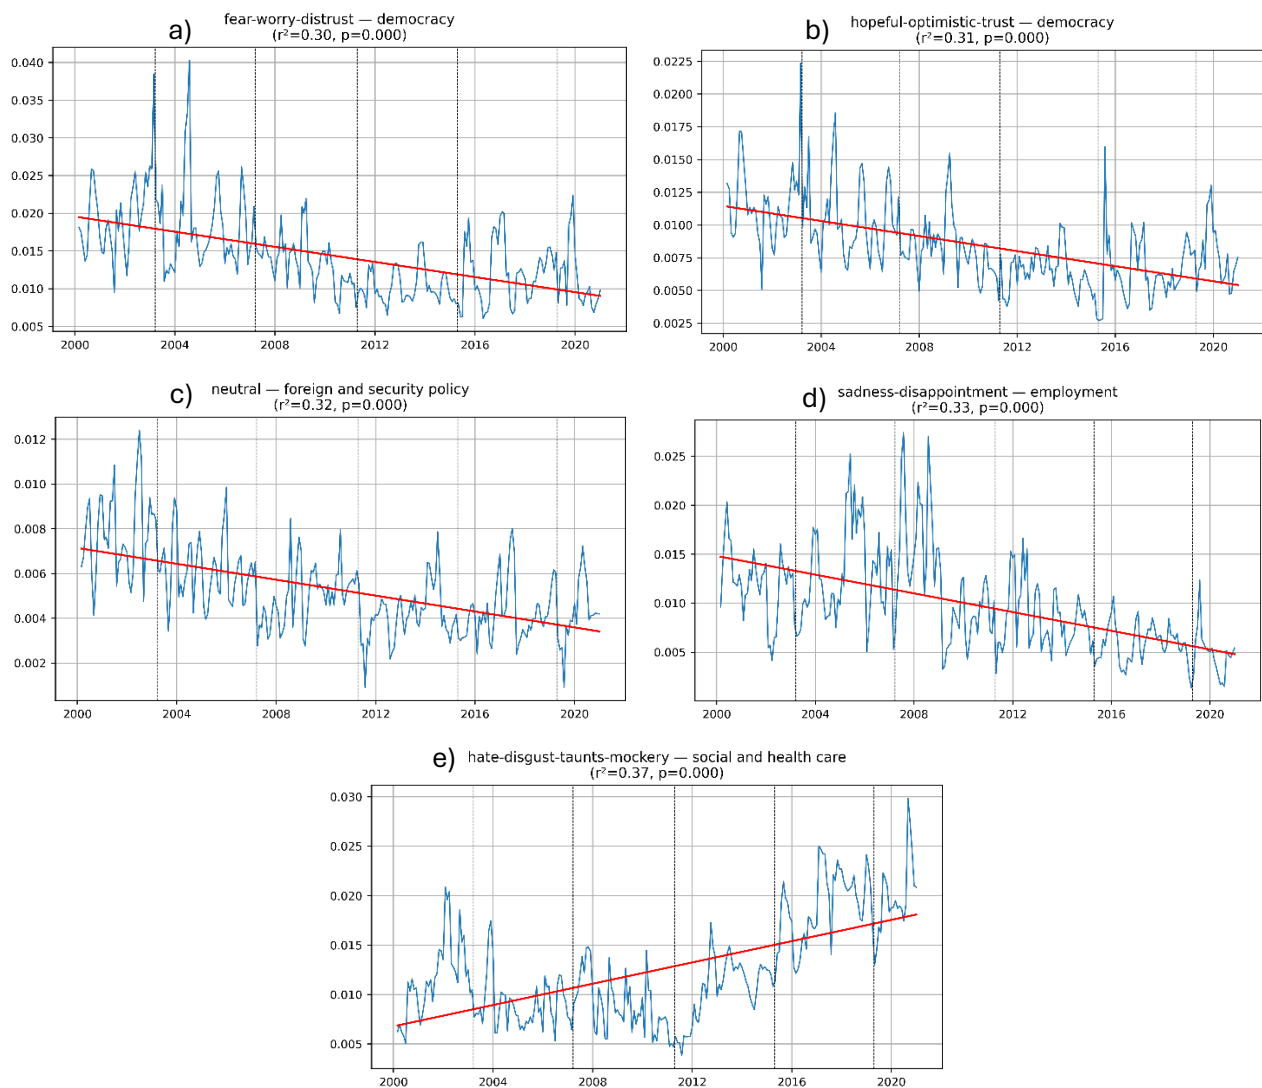 a)
fear-worry-distrust — democracy
(r²=0.30, p=0.000)
0.040
0.035
0.030
0.025
0.020
0.015
0.010
0.005
2000 2004 2008 2012 2016 2020
b)
hopeful-optimistic-trust — democracy
(r²=0.31, p=0.000)
0.0225
0.0200
0.0175
0.0150
0.0125
0.0100
0.0075
0.0050
0.0025
2000 2004 2008 2012 2016 2020
c)
neutral — foreign and security policy
(r²=0.32, p=0.000)
0.012
0.010
0.008
0.006
0.004
0.002
2000 2004 2008 2012 2016 2020
d)
sadness-disappointment — employment
(r²=0.33, p=0.000)
0.025
0.020
0.015
0.010
0.005
2000 2004 2008 2012 2016 2020
e)
hate-disgust-taunts-mockery — social and health care
(r²=0.37, p=0.000)
0.030
0.025
0.020
0.015
0.010
0.005
2000 2004 2008 2012 2016 2020